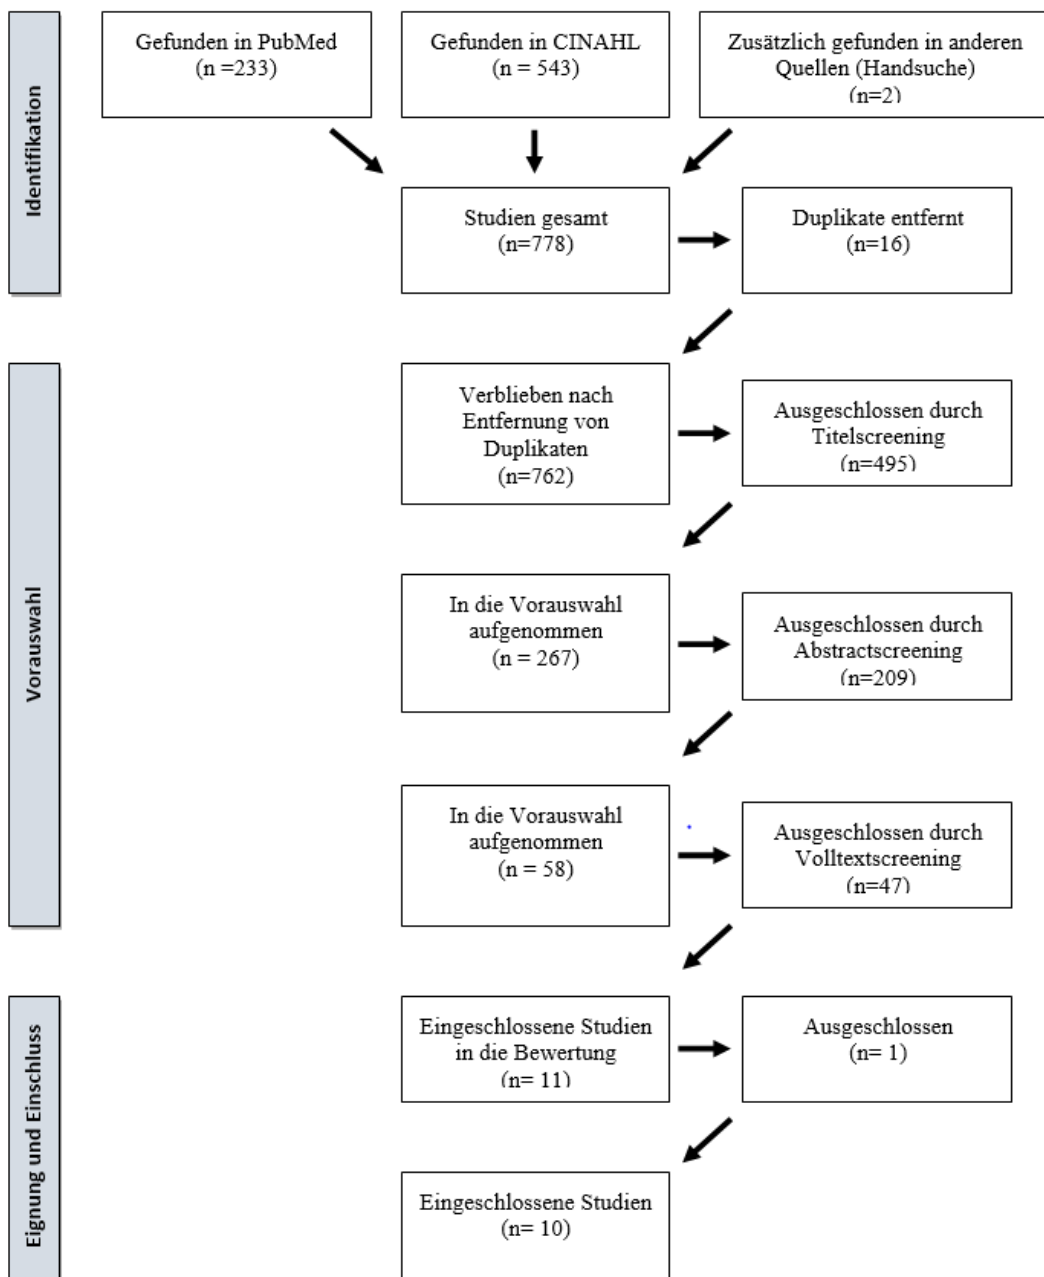 Identifikation
Gefunden in PubMed
(n =233)
Gefunden in CINAHL
(n = 543)
Zusätzlich gefunden in anderen
Quellen (Handsuche)
(n=2)
Studien gesamt
(n=778)
Duplikate entfernt
(n=16)
Vorauswahl
Verblieben nach
Entfernung von
Duplikaten
(n=762)
Ausgeschlossen durch
Titelscreening
(n=495)
In die Vorauswahl
aufgenommen
(n = 267)
Ausgeschlossen durch
Abstractscreening
(n=209)
In die Vorauswahl
aufgenommen
(n = 58)
Ausgeschlossen durch
Volltextscreening
(n=47)
Eignung und Einschluss
Eingeschlossene Studien
in die Bewertung
(n= 11)
Ausgeschlossen
(n= 1)
Eingeschlossene Studien
(n= 10)